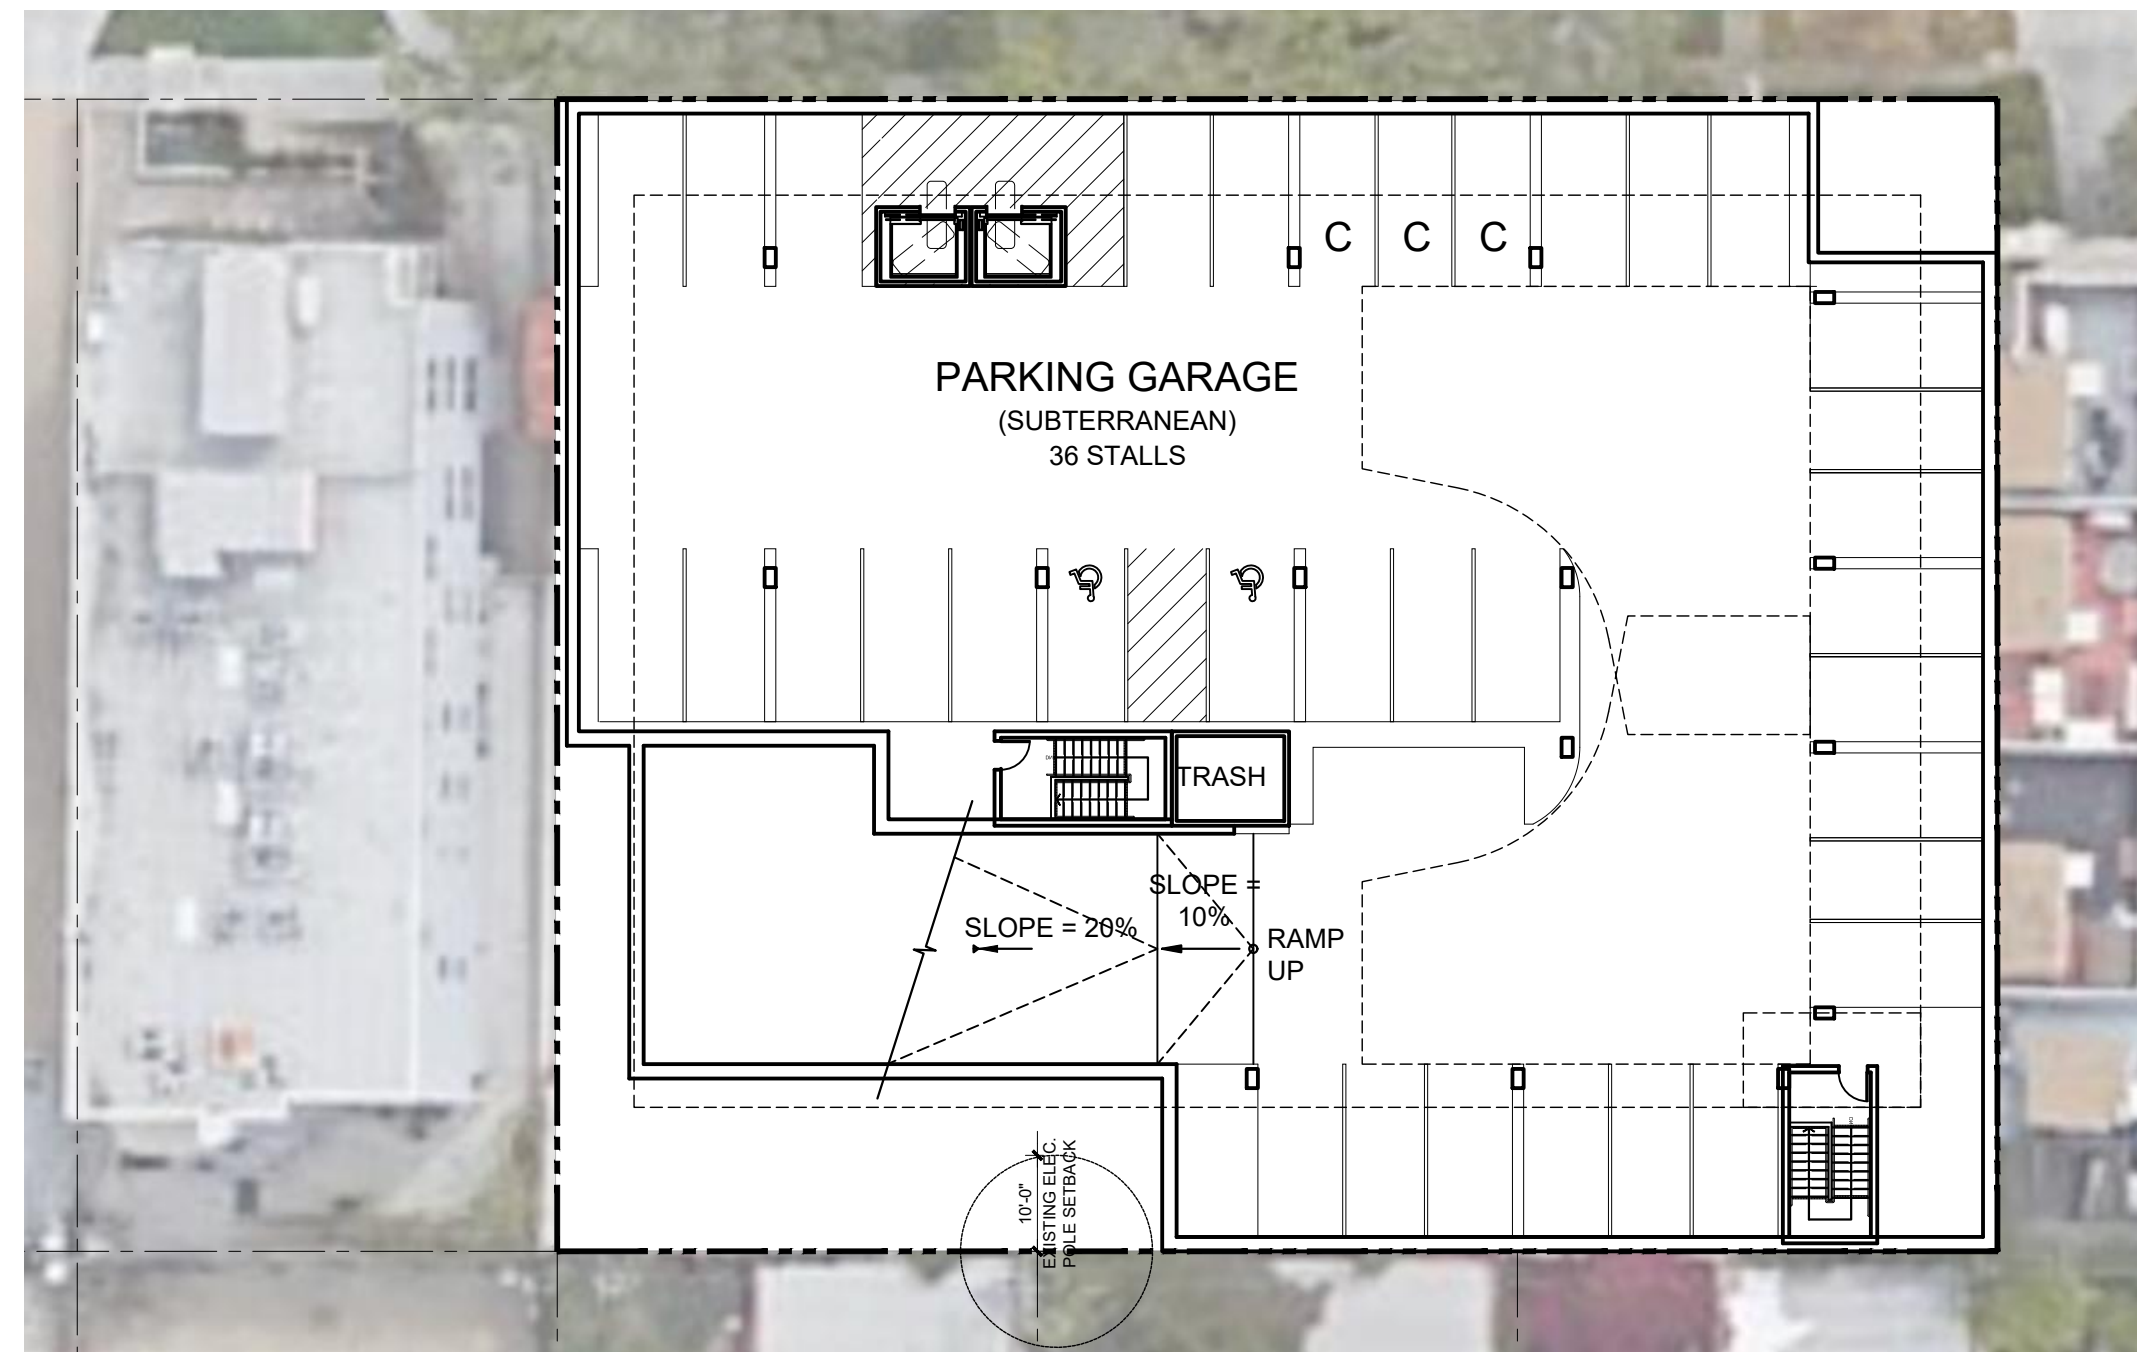 C C C
PARKING GARAGE
(SUBTERRANEAN)
36 STALLS
TRASH
SLOPE =
10%
SLOPE = 20%
RAMP
UP
10'-0"
EXISTING ELEC.
POLE SETBACK